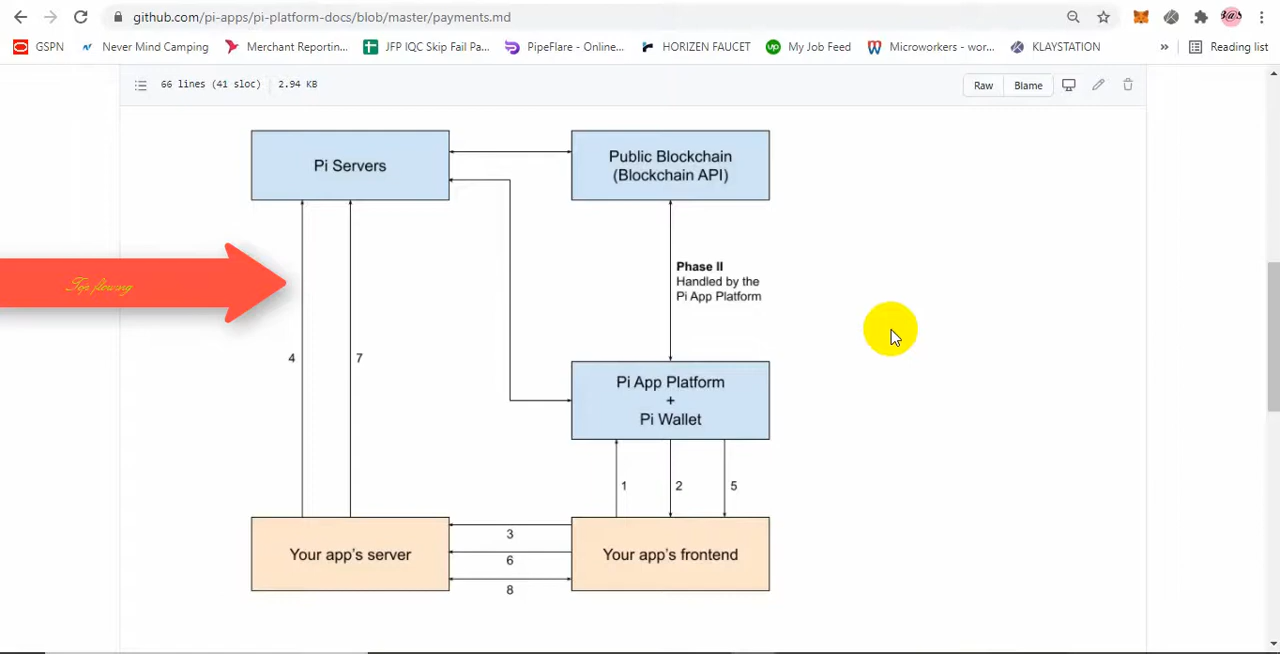 github.com/pi-apps/pi-platform-docs/blob/master/payments.md
GSPN Never Mind Camping Merchant Reportin... JFP IQC Skip Fail Pa... PipeFlare - Online... HORIZEN FAUCET My Job Feed Microworkers - wor... KLAYSTATION » Reading list
66 lines (41 sloc) 2.94 KB Raw Blame
Pi Servers
Public Blockchain
(Blockchain API)
Phase II
Handled by the
Pi App Platform
Top flowing
4 7
Pi App Platform
+
Pi Wallet
1 2 5
Your app's server
3
6
8
Your app's frontend